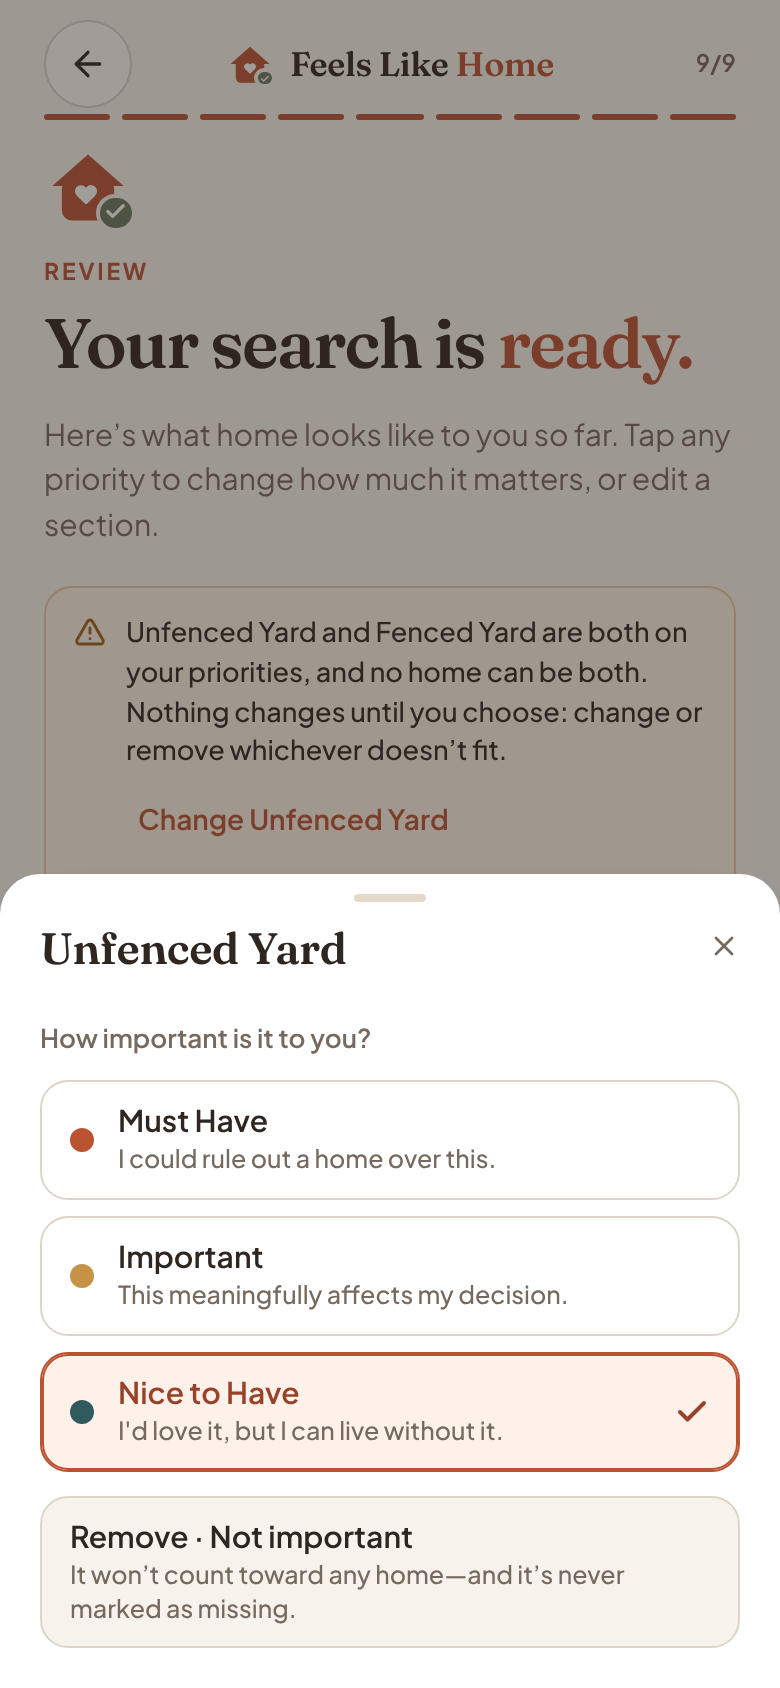 Feels Like Home
9/9
REVIEW
Your search is ready.
Here’s what home looks like to you so far. Tap any
priority to change how much it matters, or edit a
section.
Unfenced Yard and Fenced Yard are both on
your priorities, and no home can be both.
Nothing changes until you choose: change or
remove whichever doesn’t fit.
Change Unfenced Yard
Unfenced Yard
How important is it to you?
Must Have
I could rule out a home over this.
Important
This meaningfully affects my decision.
Nice to Have
I'd love it, but I can live without it.
Remove · Not important
It won’t count toward any home—and it’s never
marked as missing.